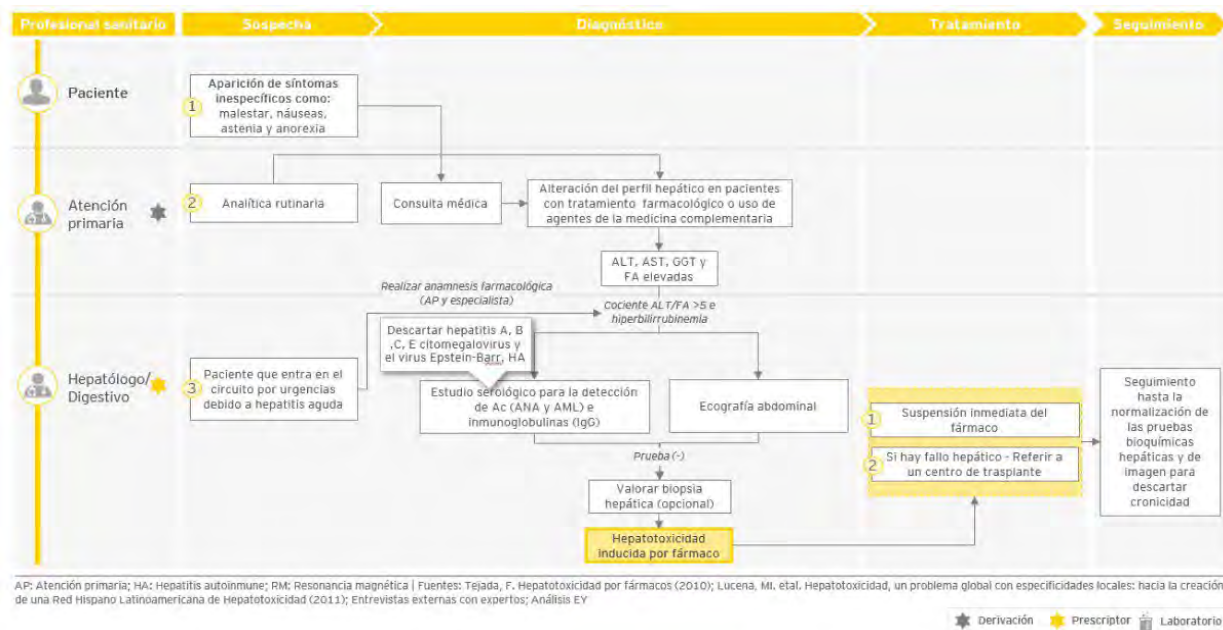 Profesional sanitario
Sospecha
Diagnóstico
Tratamiento
Seguimiento
Paciente
1
Aparición de síntomas
inespecíficos como:
malestar, náuseas,
astenia y anorexia
Atención
primaria
2
Analítica rutinaria
Consulta médica
Alteración del perfil hepático en pacientes
con tratamiento farmacológico o uso de
agentes de la medicina complementaria
ALT, AST, GGT y
FA elevadas
Realizar anamnesis farmacológica
(AP y especialista)
Cociente ALT/FA >5 e
hiperbilirrubinemia
Descartar hepatitis A, B
,C, E citomegalovirus y
el virus Epstein-Barr, HA
Hepatólogo/
Digestivo
3
Paciente que entra en el
circuito por urgencias
debido a hepatitis aguda
Estudio serológico para la detección
de Ac (ANA y AML) e
inmunoglobulinas (IgG)
Ecografía abdominal
Prueba (-)
Valorar biopsia
hepática (opcional)
Hepatotoxicidad
inducida por fármaco
1
Suspensión inmediata del
fármaco
2
Si hay fallo hepático - Referir a
un centro de trasplante
Seguimiento
hasta la
normalización de
las pruebas
bioquímicas
hepáticas y de
imagen para
descartar
cronicidad
AP: Atención primaria; HA: Hepatitis autoinmune; RM: Resonancia magnética | Fuentes: Tejada, F. Hepatotoxicidad por fármacos (2010); Lucena, MI. etal. Hepatotoxicidad, un problema global con especificidades locales: hacia la creación
de una Red Hispano Latinoamericana de Hepatotoxicidad (2011); Entrevistas externas con expertos; Análisis EY
Derivación
Prescriptor
Laboratorio